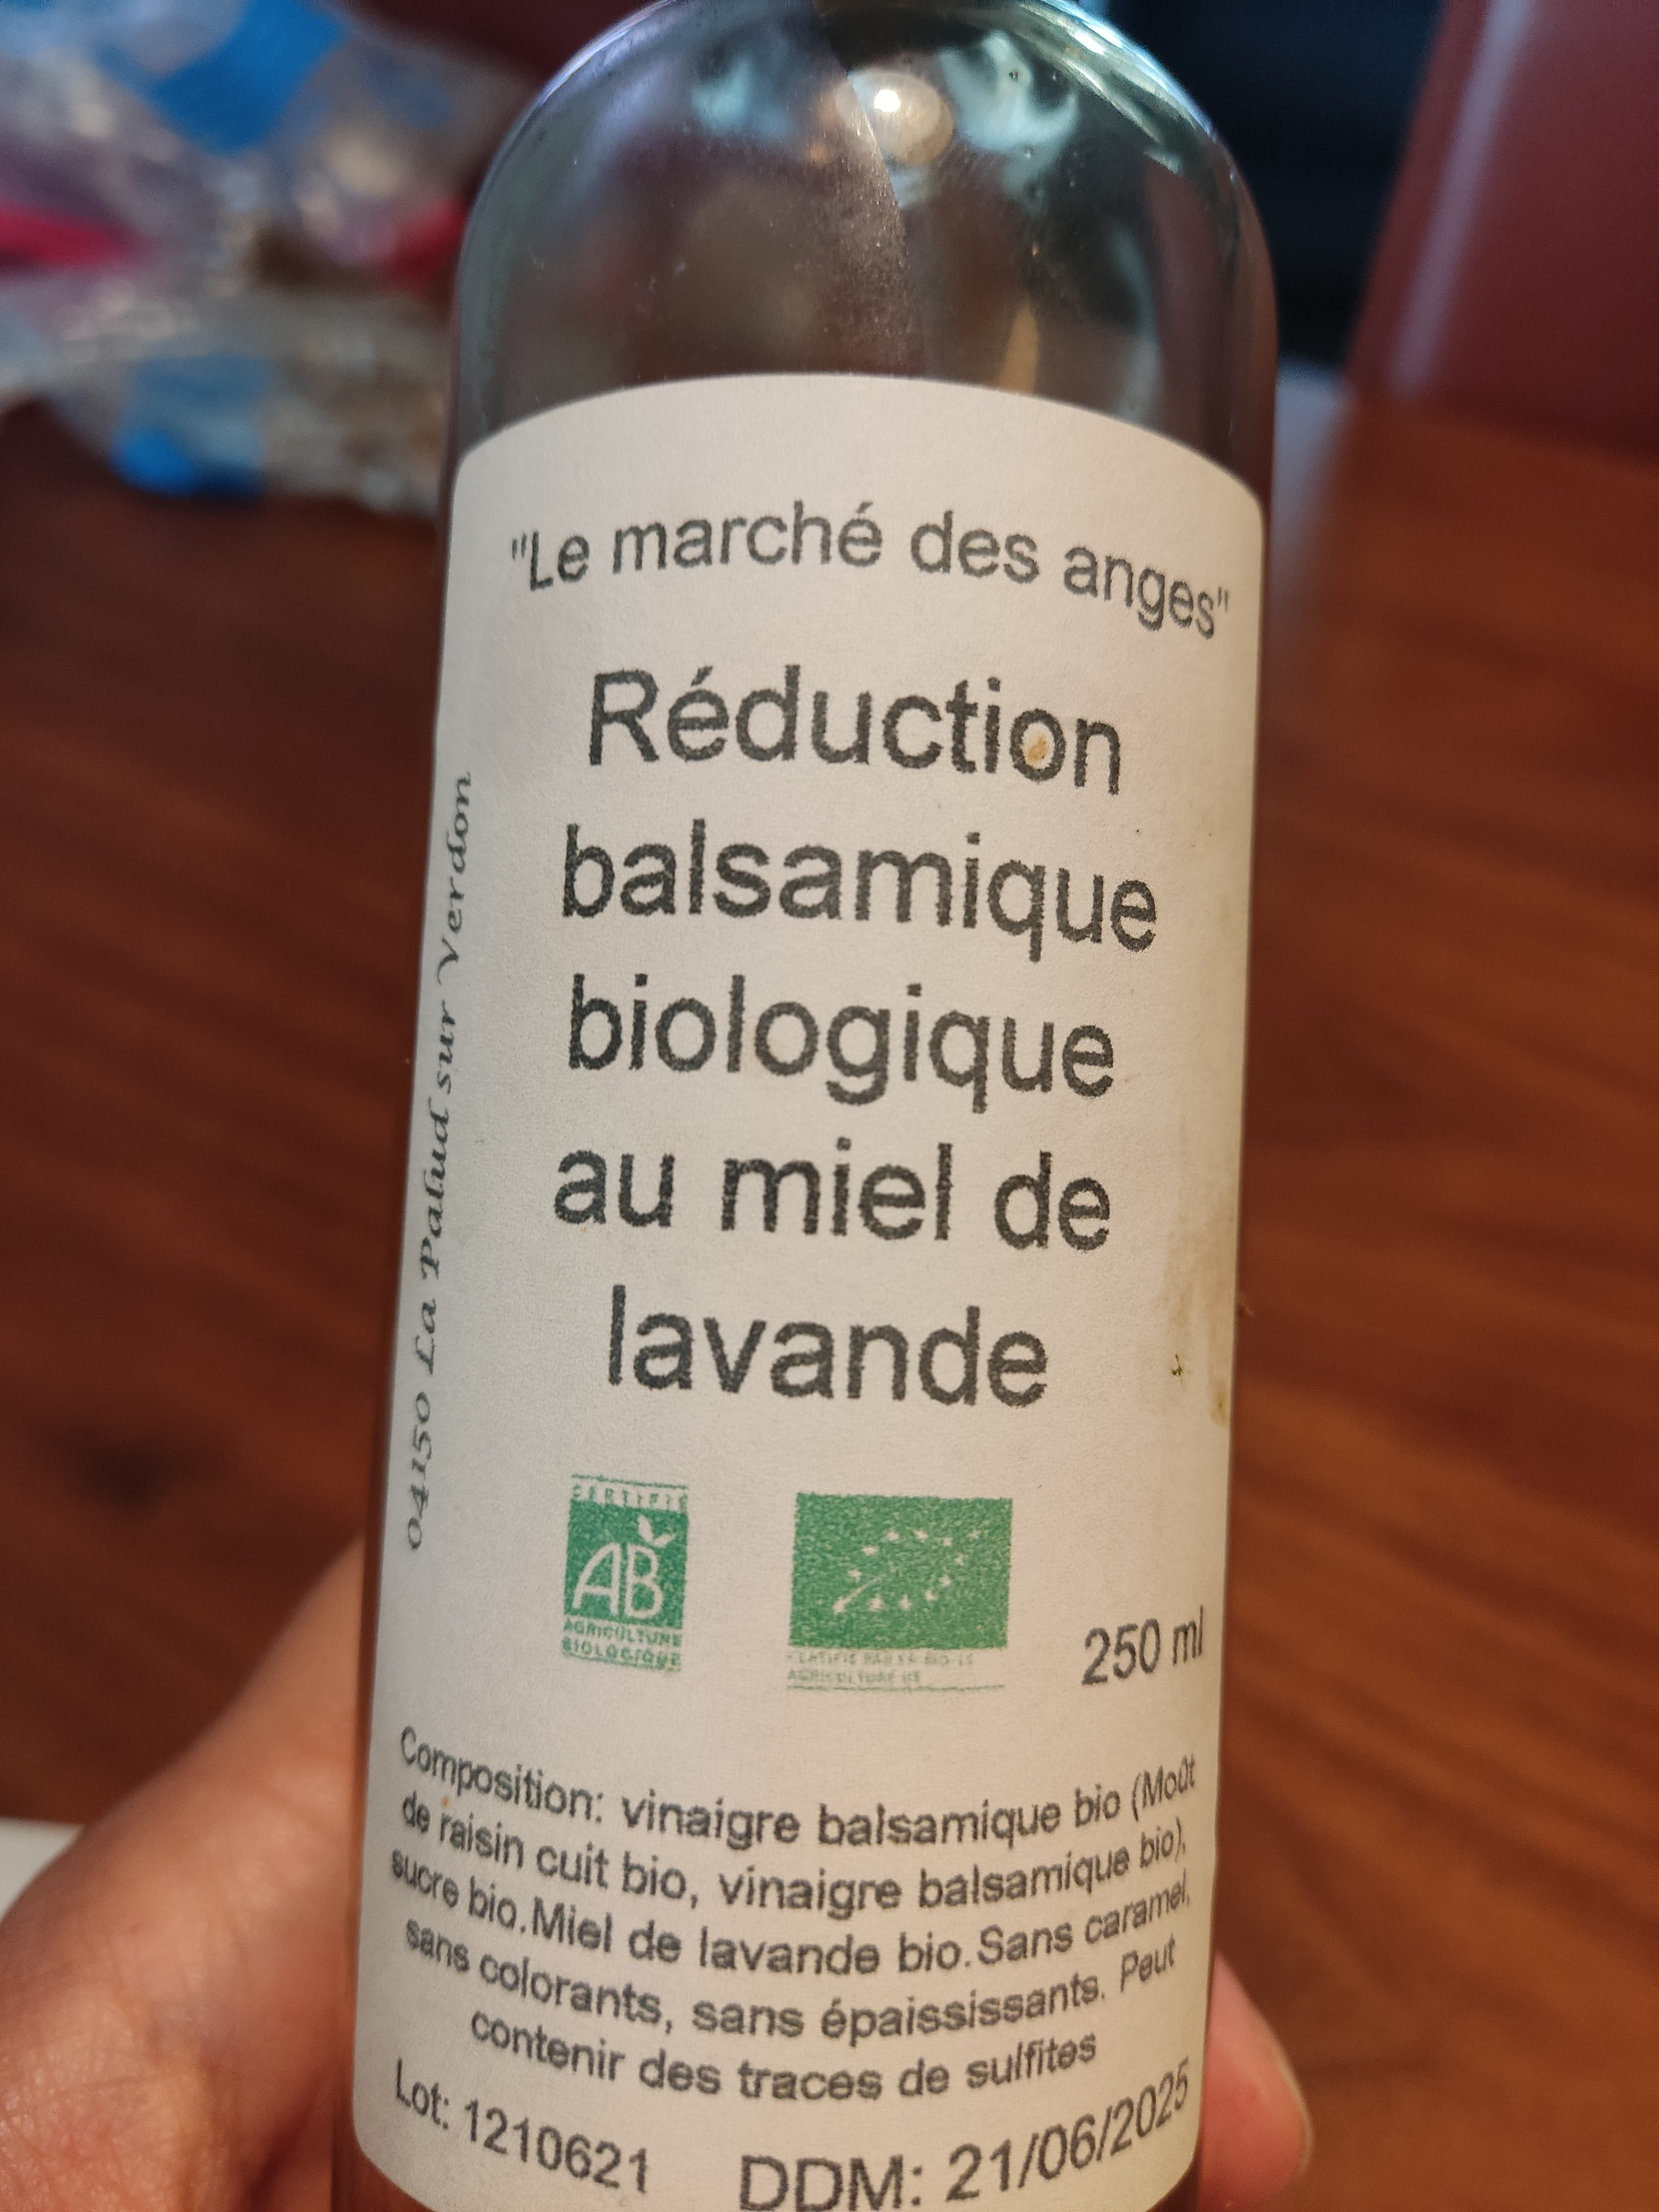 "Le marché des anges"
Réduction
balsamique
biologique
au miel de
lavande
04150 La Palud sur Verdon
CERTIFIÉ
AB
AGRICULTURE
BIOLOGIQUE
AGRICULTURE
250 ml
Composition: vinaigre balsamique bio (Moût
de raisin cuit bio, vinaigre balsamique bio),
sucre bio.Miel de lavande bio.Sans caramel,
sans colorants, sans épaississants. Peut
contenir des traces de sulfites
Lot: 1210621 DDM: 21/06/2025